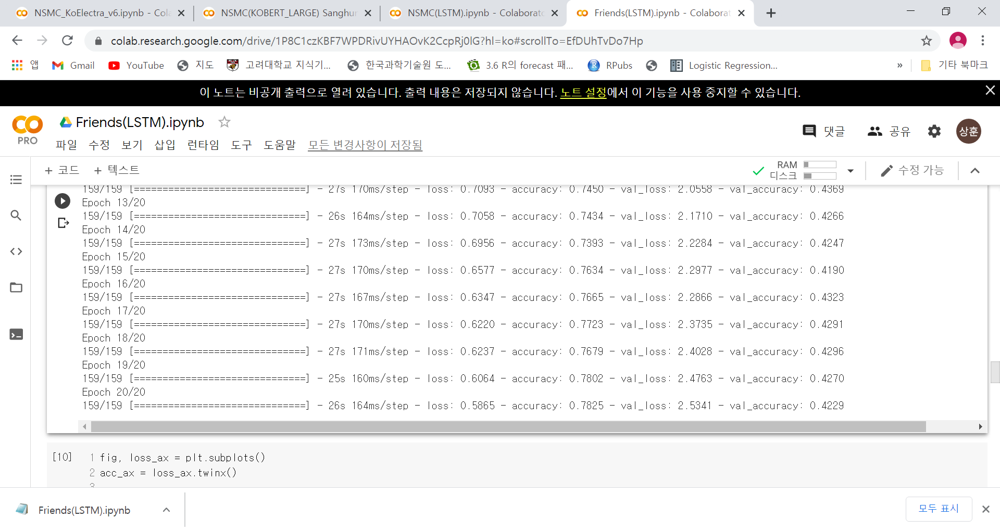 NSMC_KoElectra_v6.ipynb - Cola
NSMC(KOBERT_LARGE) Sanghun
NSMC(LSTM).ipynb - Colaborato
Friends(LSTM).ipynb - Colaborat
colab.research.google.com/drive/1P8C1czKBF7WPDRivUYHAOvK2CcpRj0lG?hl=ko#scrollTo=EfDUhTvDo7Hp
앱 Gmail YouTube 지도 고려대학교 지식기... 한국과학기술원 도... 3.6 R의 forecast 패... RPubs Logistic Regression... » 기타 북마크
이 노트는 비공개 출력으로 열려 있습니다. 출력 내용은 저장되지 않습니다. 노트 설정에서 이 기능을 사용 중지할 수 있습니다.
CO PRO
Friends(LSTM).ipynb
댓글 공유 상훈
파일 수정 보기 삽입 런타임 도구 도움말 모든 변경사항이 저장됨
+ 코드 + 텍스트
RAM
디스크
수정 가능
159/159 [==============================] - 27s 170ms/step - loss: 0.7093 - accuracy: 0.7450 - val_loss: 2.0558 - val_accuracy: 0.4369
Epoch 13/20
159/159 [==============================] - 26s 164ms/step - loss: 0.7058 - accuracy: 0.7434 - val_loss: 2.1710 - val_accuracy: 0.4266
Epoch 14/20
159/159 [==============================] - 27s 173ms/step - loss: 0.6956 - accuracy: 0.7393 - val_loss: 2.2284 - val_accuracy: 0.4247
Epoch 15/20
159/159 [==============================] - 27s 170ms/step - loss: 0.6577 - accuracy: 0.7634 - val_loss: 2.2977 - val_accuracy: 0.4190
Epoch 16/20
159/159 [==============================] - 27s 167ms/step - loss: 0.6347 - accuracy: 0.7665 - val_loss: 2.2866 - val_accuracy: 0.4323
Epoch 17/20
159/159 [==============================] - 27s 170ms/step - loss: 0.6220 - accuracy: 0.7723 - val_loss: 2.3735 - val_accuracy: 0.4291
Epoch 18/20
159/159 [==============================] - 27s 171ms/step - loss: 0.6237 - accuracy: 0.7679 - val_loss: 2.4028 - val_accuracy: 0.4296
Epoch 19/20
159/159 [==============================] - 25s 160ms/step - loss: 0.6064 - accuracy: 0.7802 - val_loss: 2.4763 - val_accuracy: 0.4270
Epoch 20/20
159/159 [==============================] - 26s 164ms/step - loss: 0.5865 - accuracy: 0.7825 - val_loss: 2.5341 - val_accuracy: 0.4229
[10] 1 fig, loss_ax = plt.subplots()
2 acc_ax = loss_ax.twinx()
3
Friends(LSTM).ipynb
모두 표시